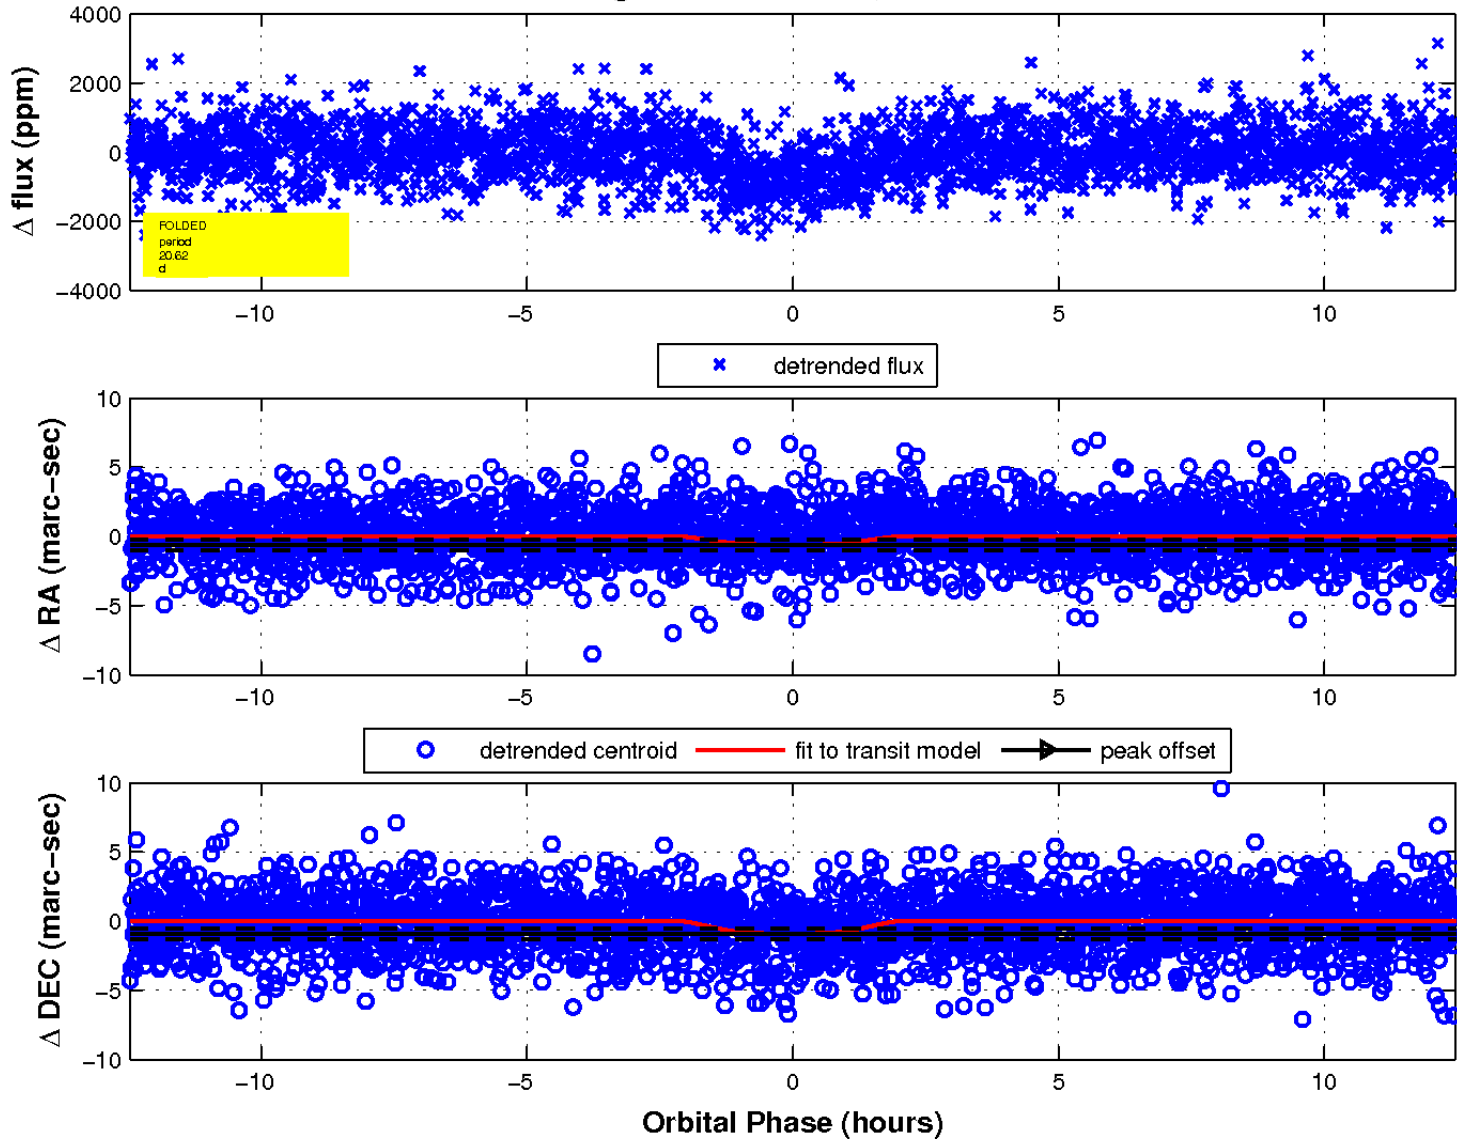 4000
2000
0
−2000
−4000
Δ flux (ppm)
FOLDED
period
20.62
d
−10 −5 0 5 10
detrended flux
10
5
0
−5
−10
Δ RA (marc−sec)
−10 −5 0 5 10
detrended centroid fit to transit model peak offset
10
5
0
−5
−10
Δ DEC (marc−sec)
−10 −5 0 5 10
Orbital Phase (hours)